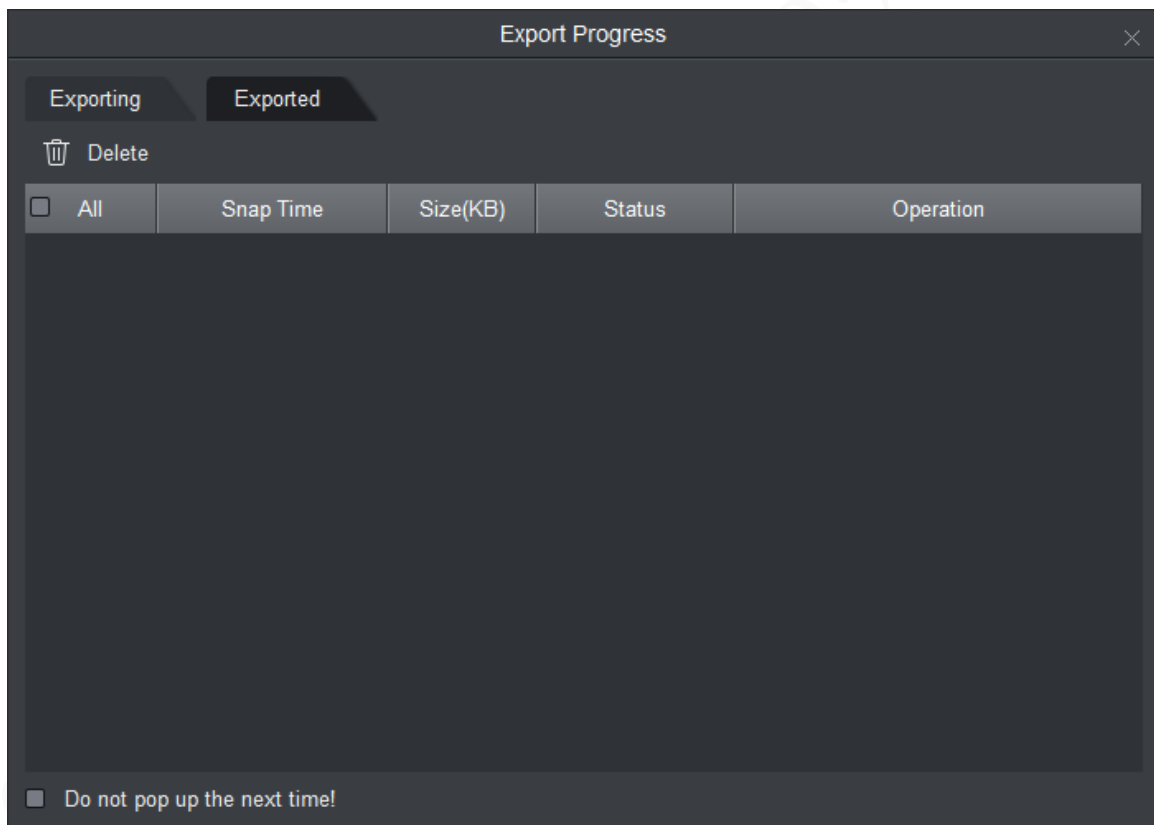 Export Progress
Exporting Exported
Delete
All Snap Time Size(KB) Status Operation
Do not pop up the next time!